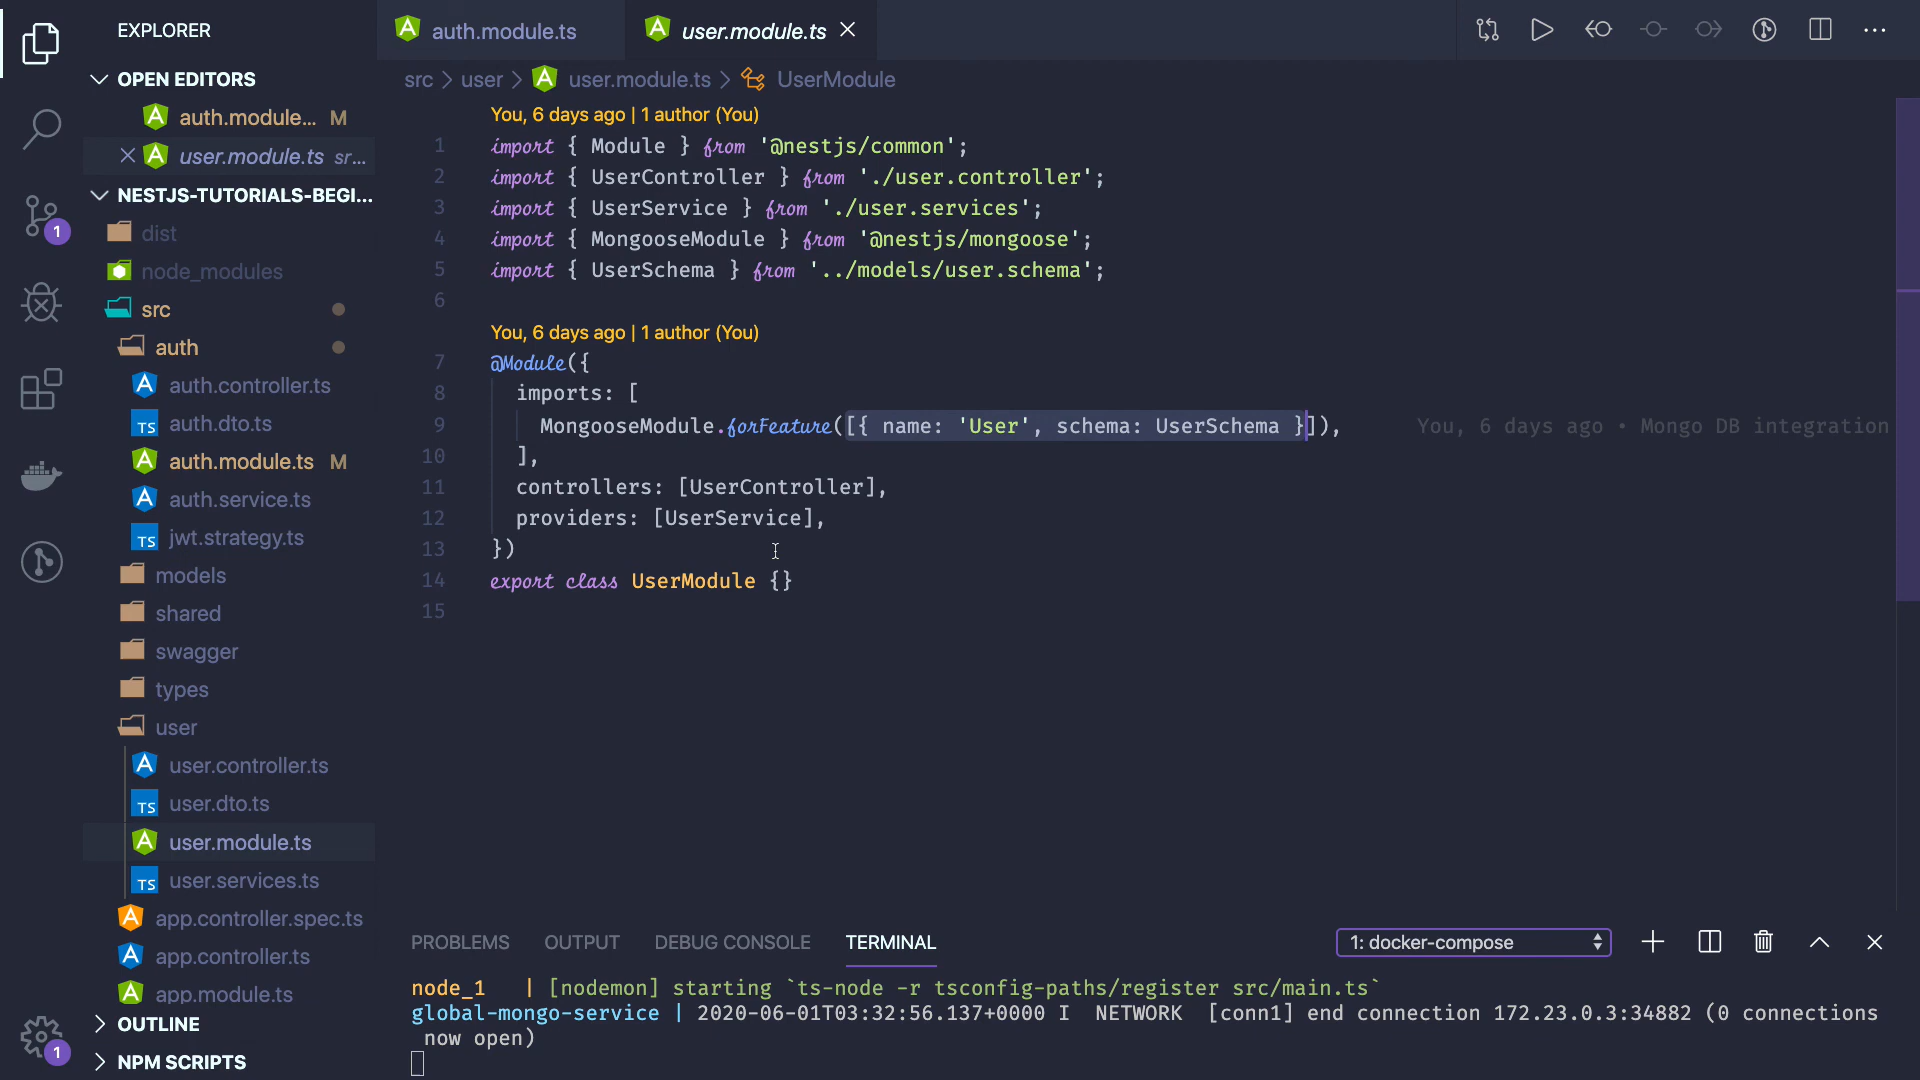 EXPLORER
OPEN EDITORS
auth.module... M
user.module.ts sr...
NESTJS-TUTORIALS-BEGI...
dist
node_modules
src
auth
auth.controller.ts
auth.dto.ts
auth.module.ts M
auth.service.ts
jwt.strategy.ts
models
shared
swagger
types
user
user.controller.ts
user.dto.ts
user.module.ts
user.services.ts
app.controller.spec.ts
app.controller.ts
app.module.ts
OUTLINE
NPM SCRIPTS
1
1
auth.module.ts
user.module.ts
src > user > user.module.ts > UserModule
You, 6 days ago | 1 author (You)
1 import { Module } from '@nestjs/common';
2 import { UserController } from './user.controller';
3 import { UserService } from './user.services';
4 import { MongooseModule } from '@nestjs/mongoose';
5 import { UserSchema } from '../models/user.schema';
6
You, 6 days ago | 1 author (You)
7 @Module({
8 imports: [
9 MongooseModule.forFeature([{ name: 'User', schema: UserSchema }]), You, 6 days ago • Mongo DB integration
10 ],
11 controllers: [UserController],
12 providers: [UserService],
13 })
14 export class UserModule {}
15
PROBLEMS OUTPUT DEBUG CONSOLE TERMINAL 1: docker-compose
node_1 | [nodemon] starting `ts-node -r tsconfig-paths/register src/main.ts`
global-mongo-service | 2020-06-01T03:32:56.137+0000 I NETWORK [conn1] end connection 172.23.0.3:34882 (0 connections
now open)